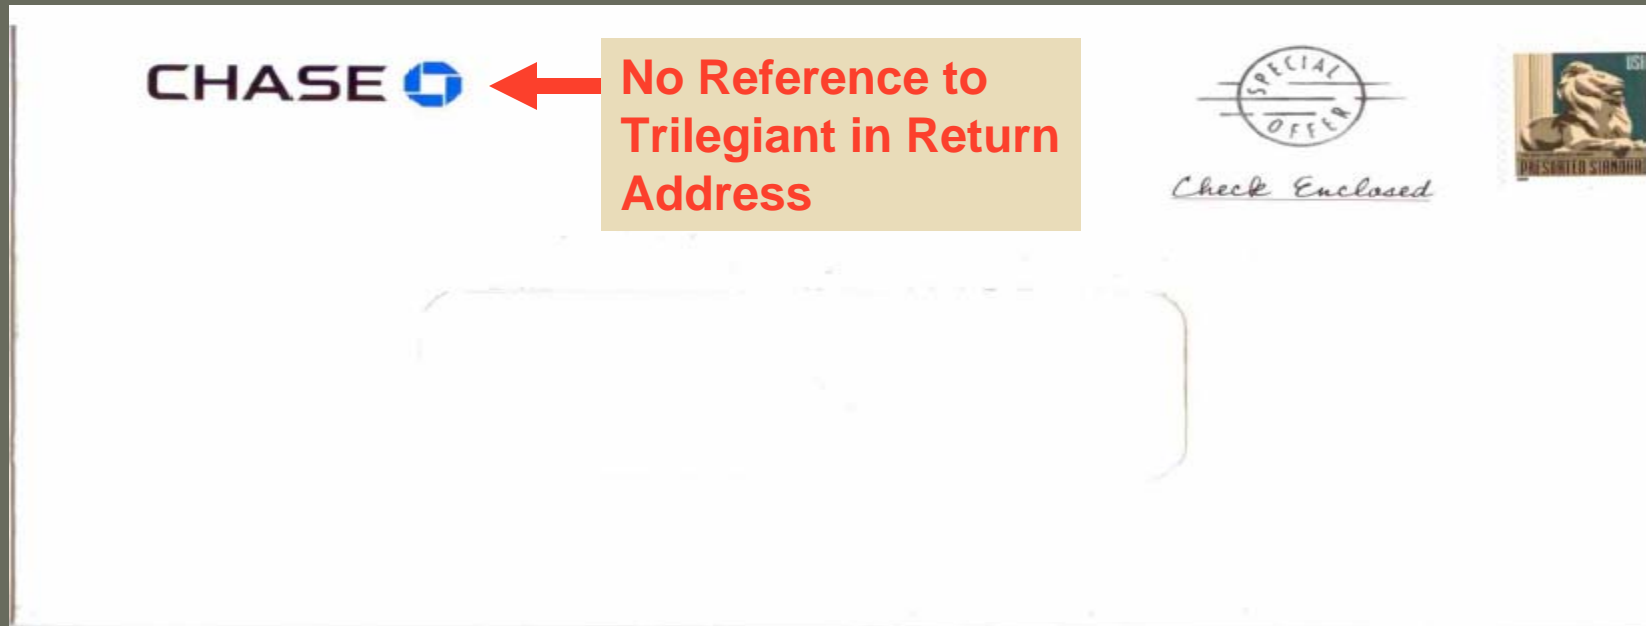 CHASE
No Reference to
Trilegiant in Return
Address
SPECIAL
OFFER
Check Enclosed
PRESORTED STANDARD